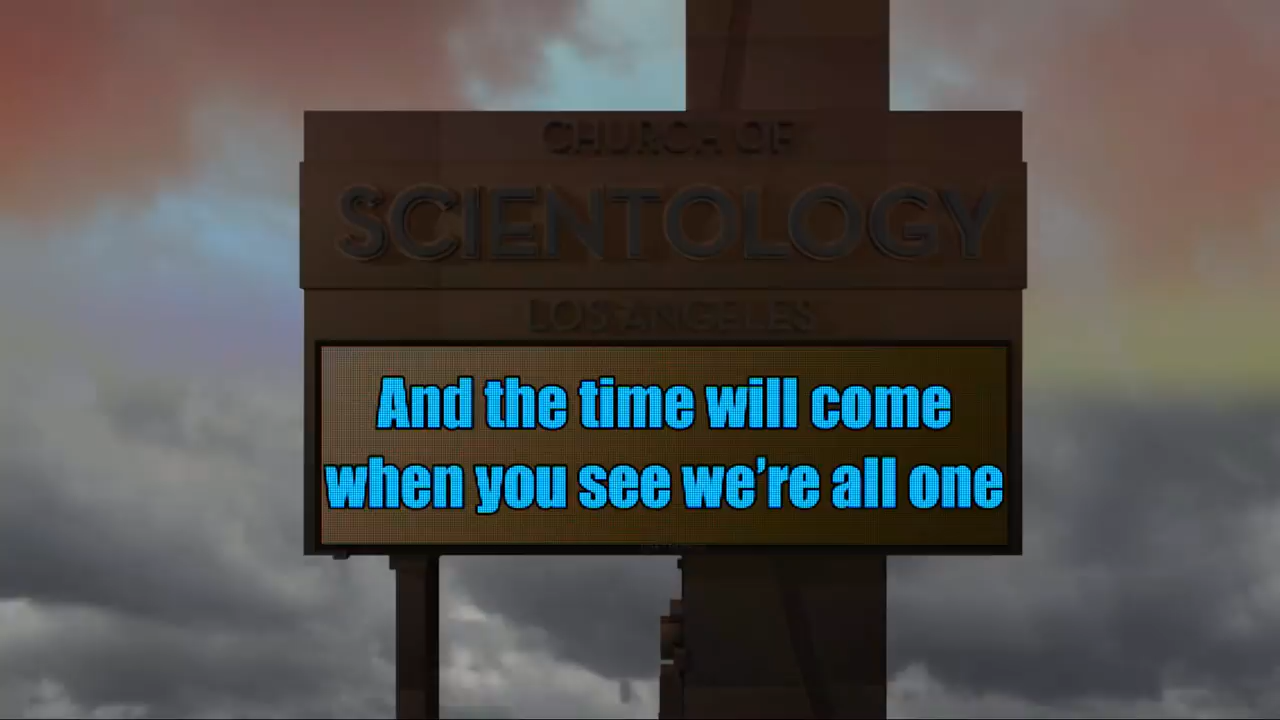 CHURCH OF
SCIENTOLOGY
LOS ANGELES
And the time will come
when you see we're all one